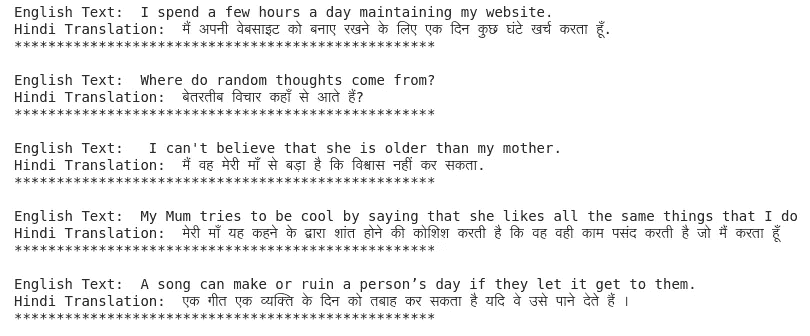 English Text:  I spend a few hours a day maintaining my website.
Hindi Translation:  मैं अपनी वेबसाइट को बनाए रखने के लिए एक दिन कुछ घंटे खर्च करता हूँ.
**************************************************
English Text:  Where do random thoughts come from?
Hindi Translation:  बेतरतीब विचार कहाँ से आते हैं?
**************************************************
English Text:   I can't believe that she is older than my mother.
Hindi Translation:  मैं वह मेरी माँ से बड़ा है कि विश्वास नहीं कर सकता.
**************************************************
English Text:  My Mum tries to be cool by saying that she likes all the same things that I do
Hindi Translation:  मेरी माँ यह कहने के द्वारा शांत होने की कोशिश करती है कि वह वही काम पसंद करती है जो मैं करता हूँ
**************************************************
English Text:  A song can make or ruin a person’s day if they let it get to them.
Hindi Translation:  एक गीत एक व्यक्ति के दिन को तबाह कर सकता है यदि वे उसे पाने देते हैं ।
**************************************************